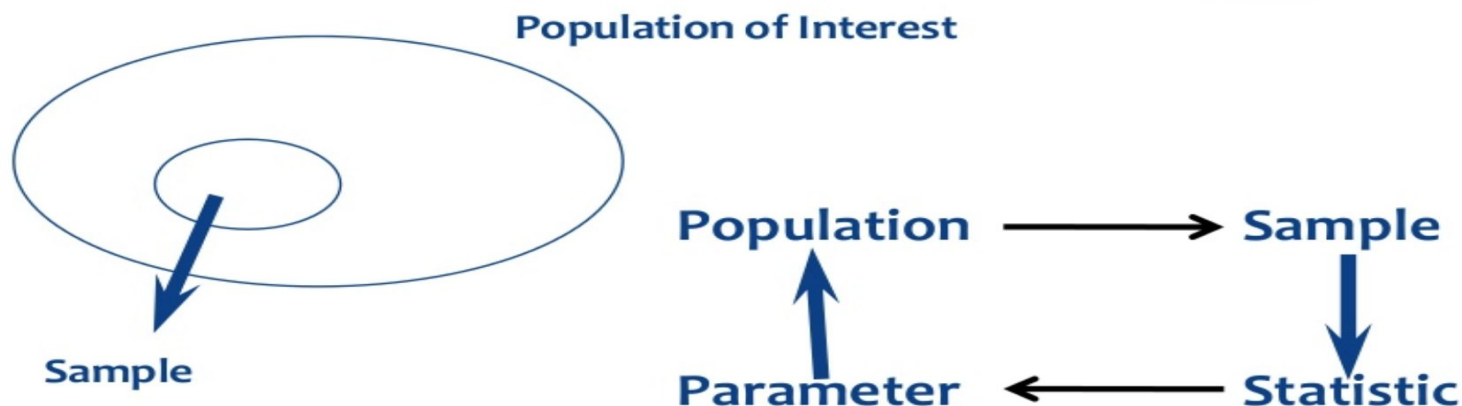 Population of Interest
Population
Sample
Sample
Parameter
Statistic